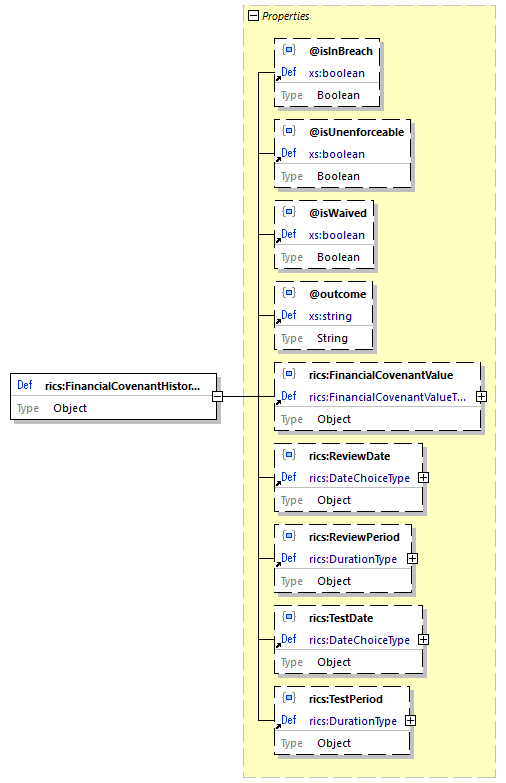 Properties
@isInBreach
Def xs:boolean
Type Boolean
@isUnenforceable
Def xs:boolean
Type Boolean
@isWaived
Def xs:boolean
Type Boolean
@outcome
Def xs:string
Type String
Def rics:FinancialCovenantHistor...
Type Object
rics:FinancialCovenantValue
Def rics:FinancialCovenantValueT...
Type Object
rics:ReviewDate
Def rics:DateChoiceType
Type Object
rics:ReviewPeriod
Def rics:DurationType
Type Object
rics:TestDate
Def rics:DateChoiceType
Type Object
rics:TestPeriod
Def rics:DurationType
Type Object